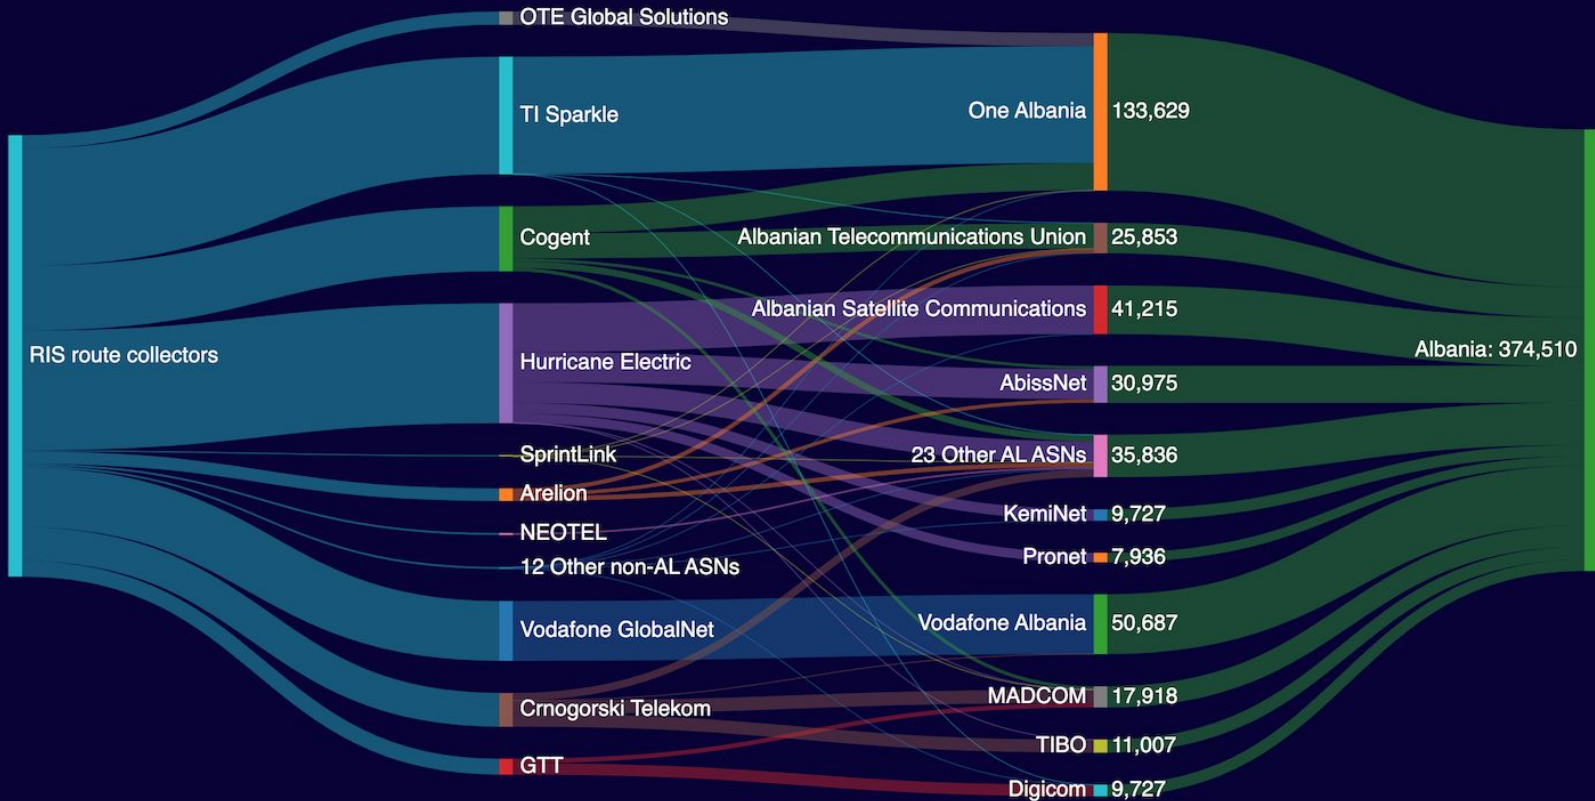 OTE Global Solutions
TI Sparkle
One Albania 133,629
Cogent
Albanian Telecommunications Union 25,853
Albanian Satellite Communications 41,215
RIS route collectors
Hurricane Electric
Albania: 374,510
AbissNet 30,975
SprintLink
23 Other AL ASNs 35,836
Arelion
KemiNet 9,727
NEOTEL
Pronet 7,936
12 Other non-AL ASNs
Vodafone GlobalNet
Vodafone Albania 50,687
Crnogorski Telekom
MADCOM 17,918
TIBO 11,007
GTT
Digicom 9,727